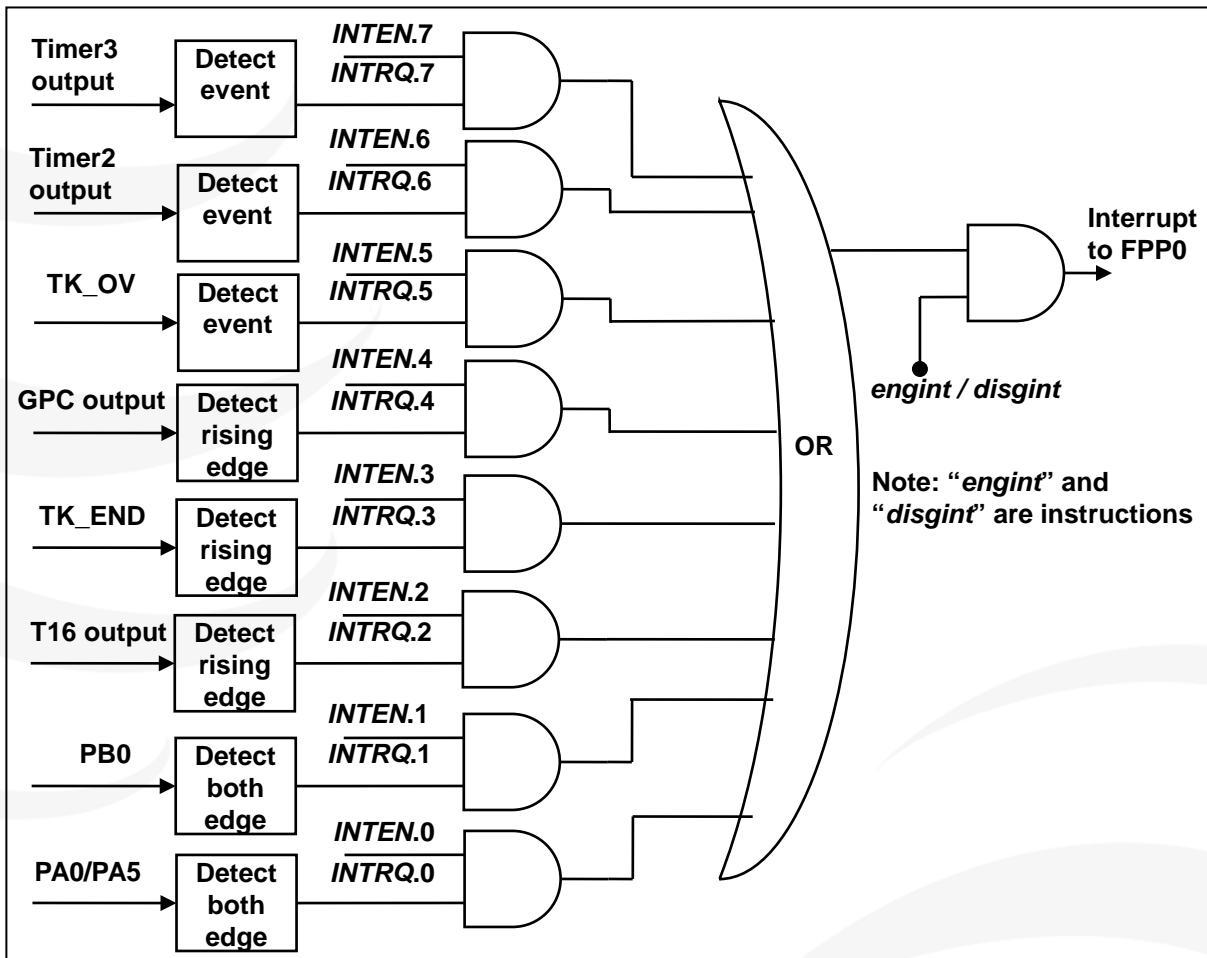 Timer3
output
Detect
event
INTEN.7
INTRQ.7
Timer2
output
Detect
event
INTEN.6
INTRQ.6
TK_OV
Detect
event
INTEN.5
INTRQ.5
GPC output
Detect
rising
edge
INTEN.4
INTRQ.4
TK_END
Detect
rising
edge
INTEN.3
INTRQ.3
T16 output
Detect
rising
edge
INTEN.2
INTRQ.2
PB0
Detect
both
edge
INTEN.1
INTRQ.1
PA0/PA5
Detect
both
edge
INTEN.0
INTRQ.0
OR
Interrupt
to FPP0
engint / disgint
Note: “engint” and
“disgint” are instructions